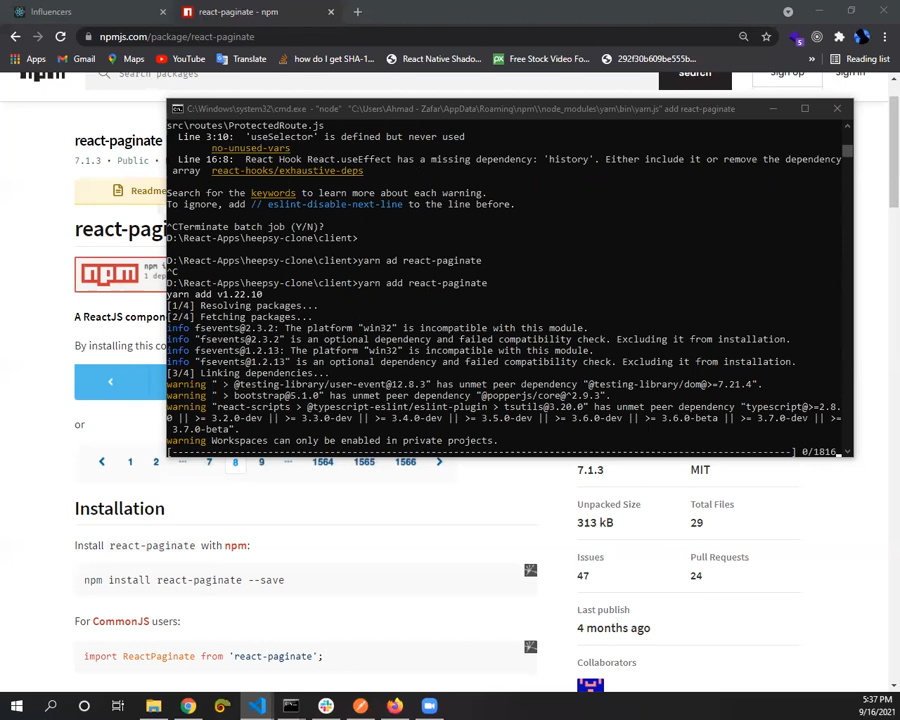 Influencers
react-paginate - npm
npmjs.com/package/react-paginate
Apps
Gmail
Maps
YouTube
Translate
how do I get SHA-1...
React Native Shado...
Free Stock Video Fo...
292f30b609be555b...
»
Reading list
Search packages
Search
Sign Up
Sign In
C:\Windows\system32\cmd.exe - "node" "C:\Users\Ahmad - Zafar\AppData\Roaming\npm\\node_modules\yarn\bin\yarn.js" add react-paginate
src\routes\ProtectedRoute.js
Line 3:10: 'useSelector' is defined but never used
no-unused-vars
Line 16:8: React Hook React.useEffect has a missing dependency: 'history'. Either include it or remove the dependency
array react-hooks/exhaustive-deps
Search for the keywords to learn more about each warning.
To ignore, add // eslint-disable-next-line to the line before.
^CTerminate batch job (Y/N)?
D:\React-Apps\heepsy-clone\client>
D:\React-Apps\heepsy-clone\client>yarn ad react-paginate
^C
D:\React-Apps\heepsy-clone\client>yarn add react-paginate
yarn add v1.22.10
[1/4] Resolving packages...
[2/4] Fetching packages...
info fsevents@2.3.2: The platform "win32" is incompatible with this module.
info "fsevents@2.3.2" is an optional dependency and failed compatibility check. Excluding it from installation.
info fsevents@1.2.13: The platform "win32" is incompatible with this module.
info "fsevents@1.2.13" is an optional dependency and failed compatibility check. Excluding it from installation.
[3/4] Linking dependencies...
warning " > @testing-library/user-event@12.8.3" has unmet peer dependency "@testing-library/dom@>=7.21.4".
warning " > bootstrap@5.1.0" has unmet peer dependency "@popperjs/core@^2.9.3".
warning "react-scripts > @typescript-eslint/eslint-plugin > tsutils@3.20.0" has unmet peer dependency "typescript@>=2.8.
0 || >= 3.2.0-dev || >= 3.3.0-dev || >= 3.4.0-dev || >= 3.5.0-dev || >= 3.6.0-dev || >= 3.6.0-beta || >= 3.7.0-dev || >=
3.7.0-beta".
warning Workspaces can only be enabled in private projects.
[-----------------------------------------------------------------------------------------------] 0/1816
react-paginate
7.1.3 • Public •
Readme
react-pag
npm
npm
1 dep
A ReactJS compon
By installing this co
or
1 2 ... 7 8 9 ... 1564 1565 1566
Installation
Install react-paginate with npm:
npm install react-paginate --save
For CommonJS users:
import ReactPaginate from 'react-paginate';
7.1.3
MIT
Unpacked Size
Total Files
313 kB
29
Issues
Pull Requests
47
24
Last publish
4 months ago
Collaborators
5:37 PM
9/16/2021